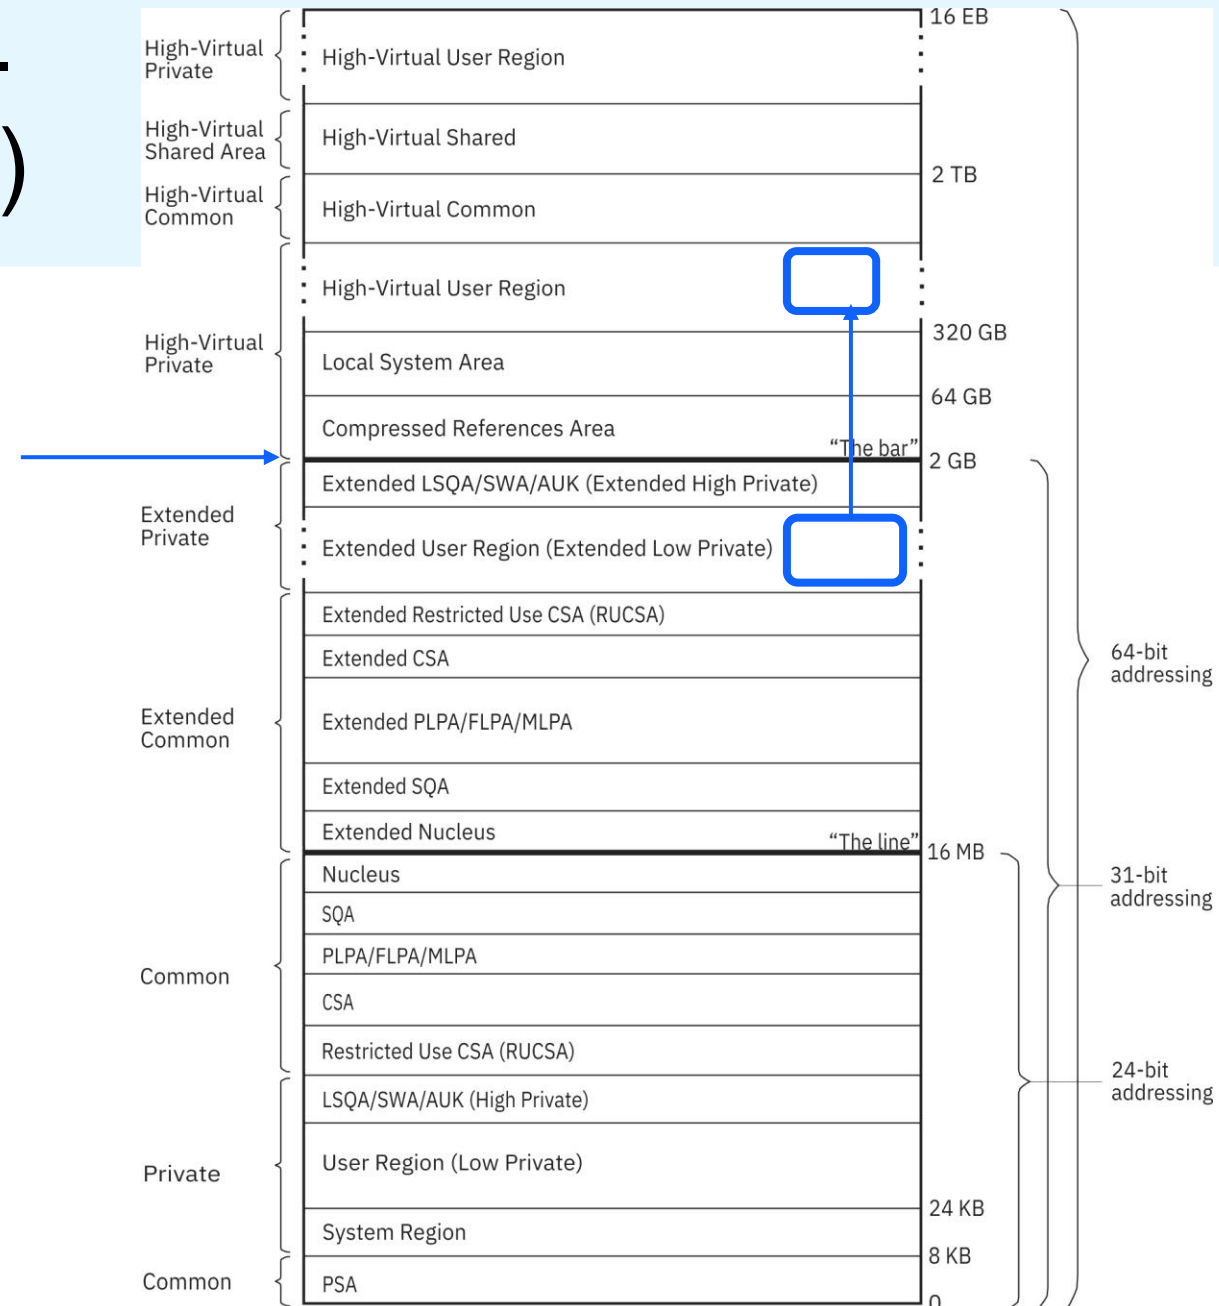 )
16 EB
High-Virtual
Private
High-Virtual User Region
High-Virtual
Shared Area
High-Virtual Shared
2 TB
High-Virtual
Common
High-Virtual Common
High-Virtual User Region
320 GB
High-Virtual
Private
Local System Area
64 GB
Compressed References Area
“The bar”
2 GB
Extended LSQA/SWA/AUK (Extended High Private)
Extended
Private
Extended User Region (Extended Low Private)
Extended Restricted Use CSA (RUCSA)
Extended CSA
64-bit
addressing
Extended
Common
Extended PLPA/FLPA/MLPA
Extended SQA
Extended Nucleus
“The line”
16 MB
Nucleus
31-bit
addressing
SQA
PLPA/FLPA/MLPA
Common
CSA
Restricted Use CSA (RUCSA)
24-bit
addressing
LSQA/SWA/AUK (High Private)
User Region (Low Private)
Private
24 KB
System Region
8 KB
Common
PSA
0